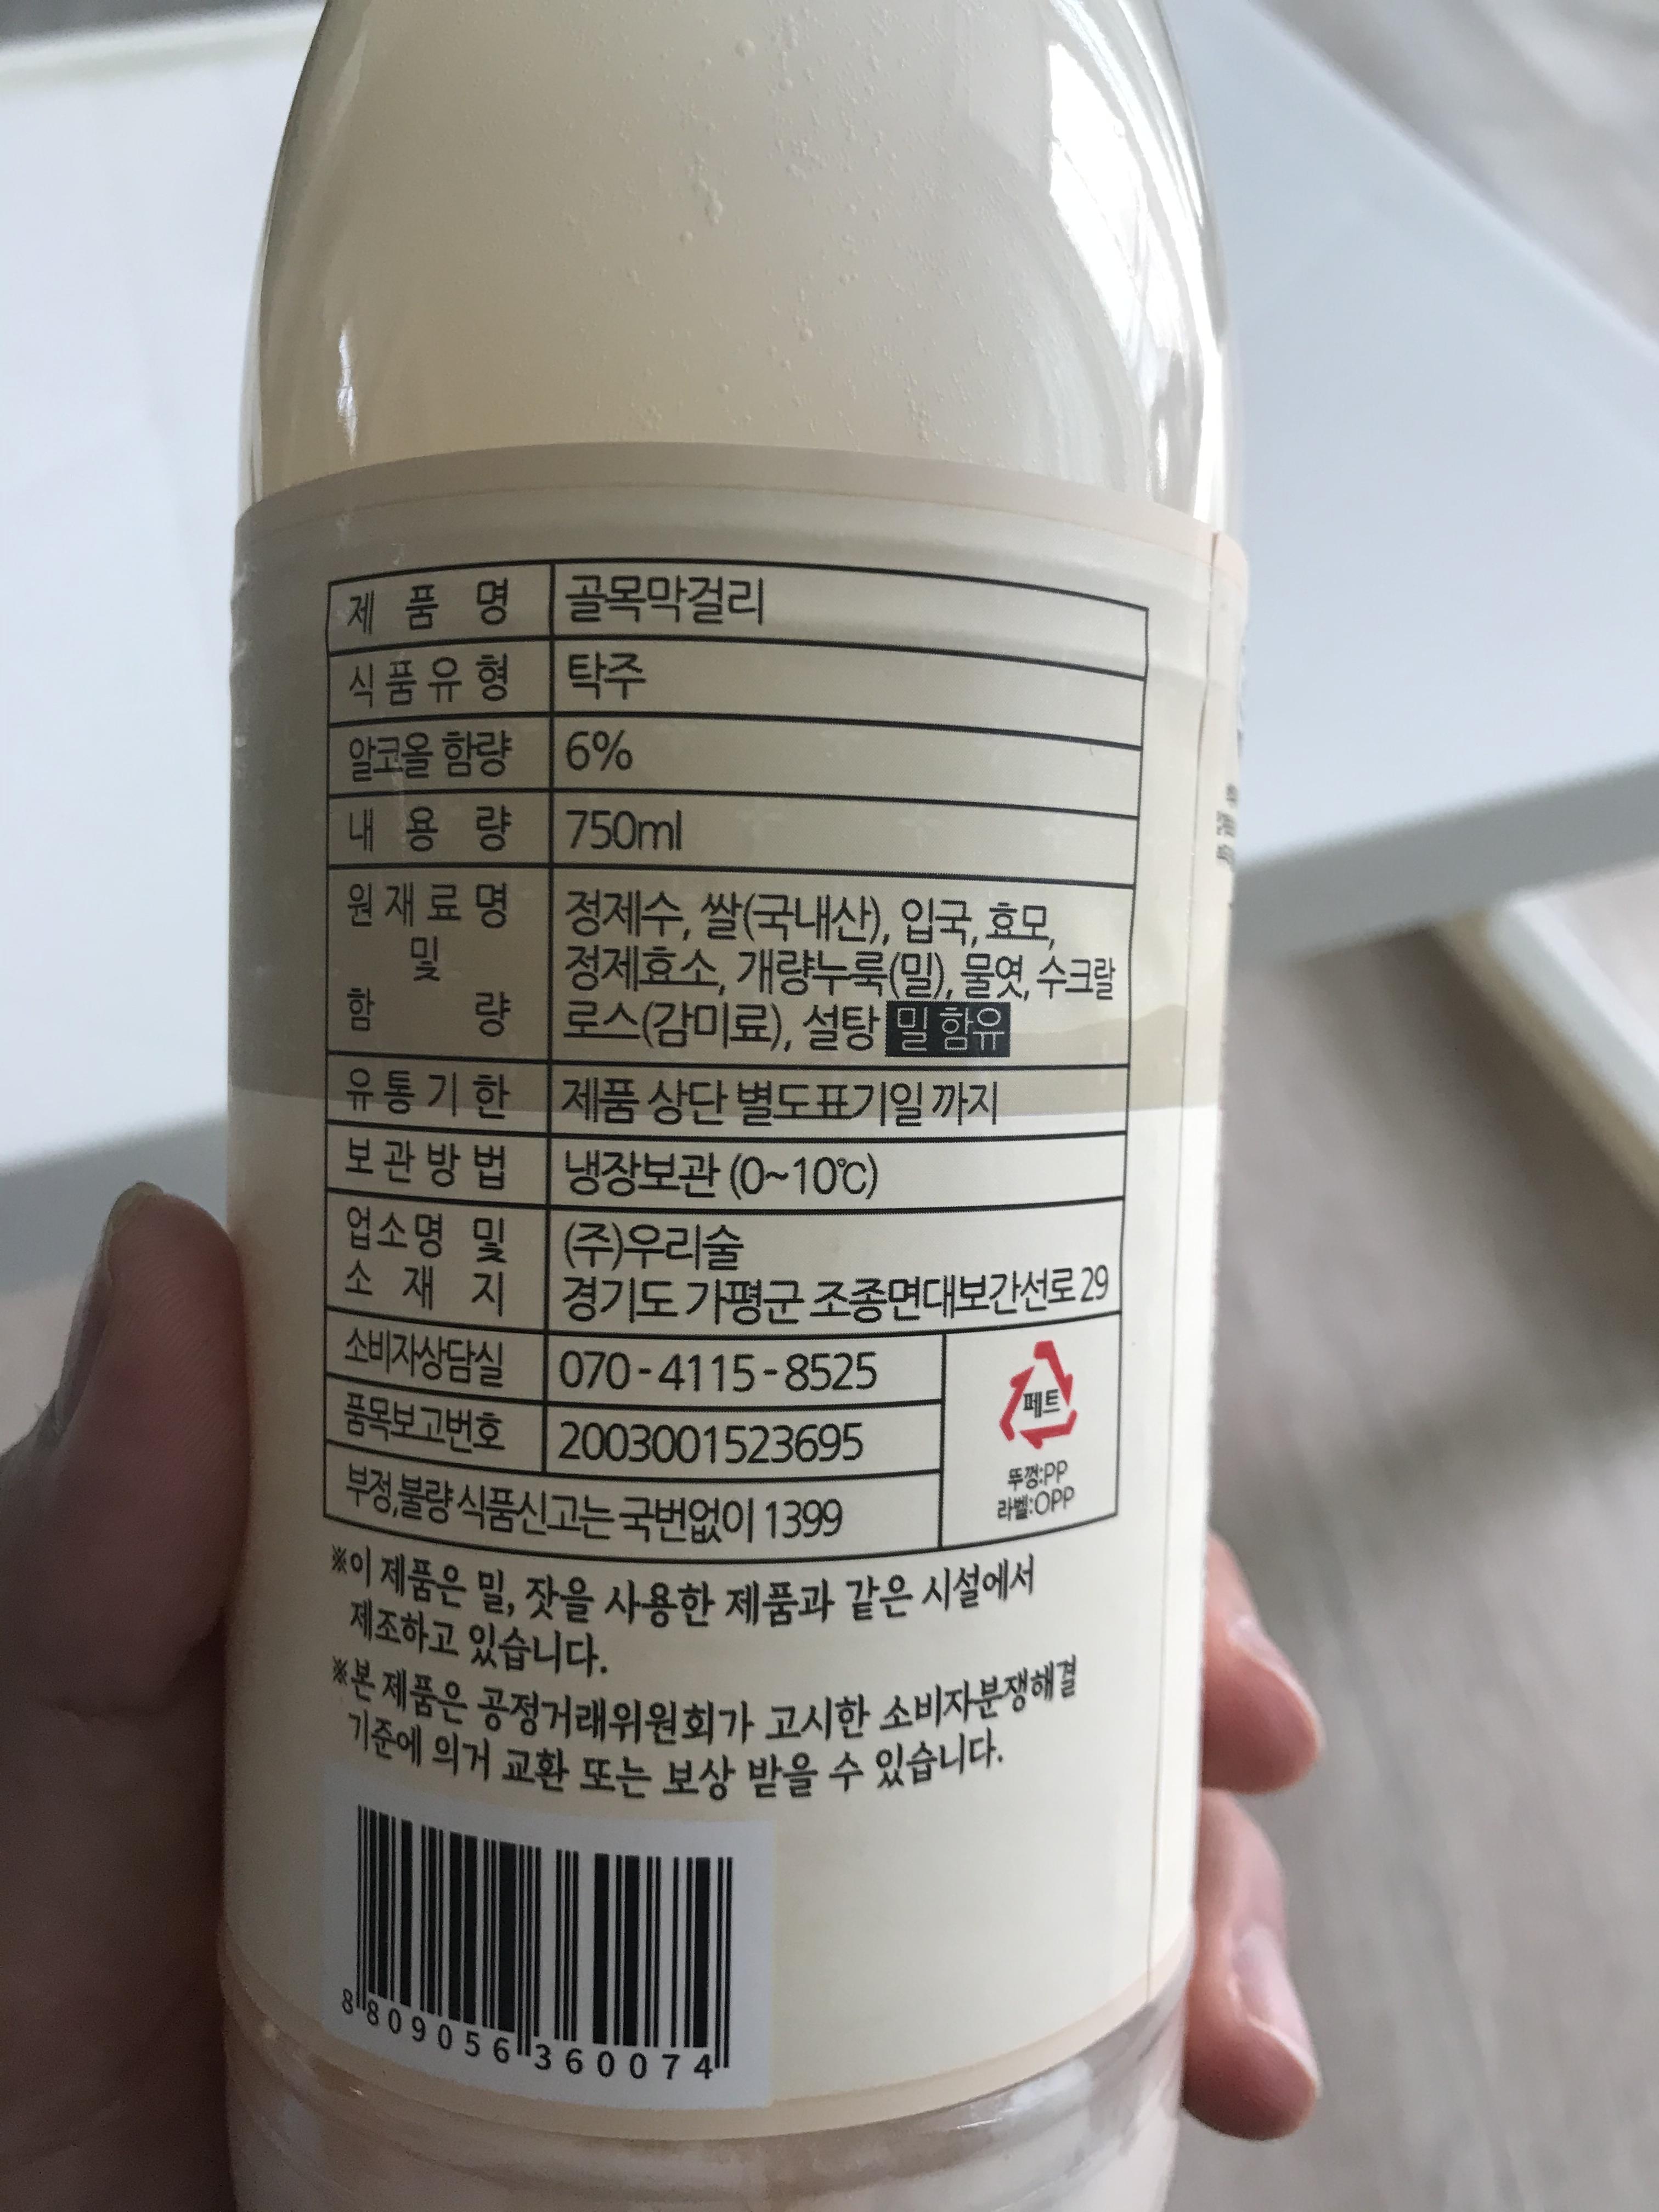 제품명 골목막걸리
식품유형 탁주
알코올 함량 6%
내용량 750ml
원재료명 및 함량 정제수, 쌀(국내산), 입국, 효모,
정제효소, 개량누룩(밀), 물엿, 수크랄
로스(감미료), 설탕 밀 함유
유통기한 제품 상단 별도표기일 까지
보관방법 냉장보관 (0~10℃)
업소명 및 (주)우리술
소재지 경기도 가평군 조종면대보간선로 29
소비자상담실 070-4115-8525
품목보고번호 2003001523695
부정,불량 식품신고는 국번없이 1399
페트
뚜껑:PP
라벨:OPP
※이 제품은 밀, 잣을 사용한 제품과 같은 시설에서
제조하고 있습니다.
※본 제품은 공정거래위원회가 고시한 소비자분쟁해결
기준에 의거 교환 또는 보상 받을 수 있습니다.
8 809056 360074